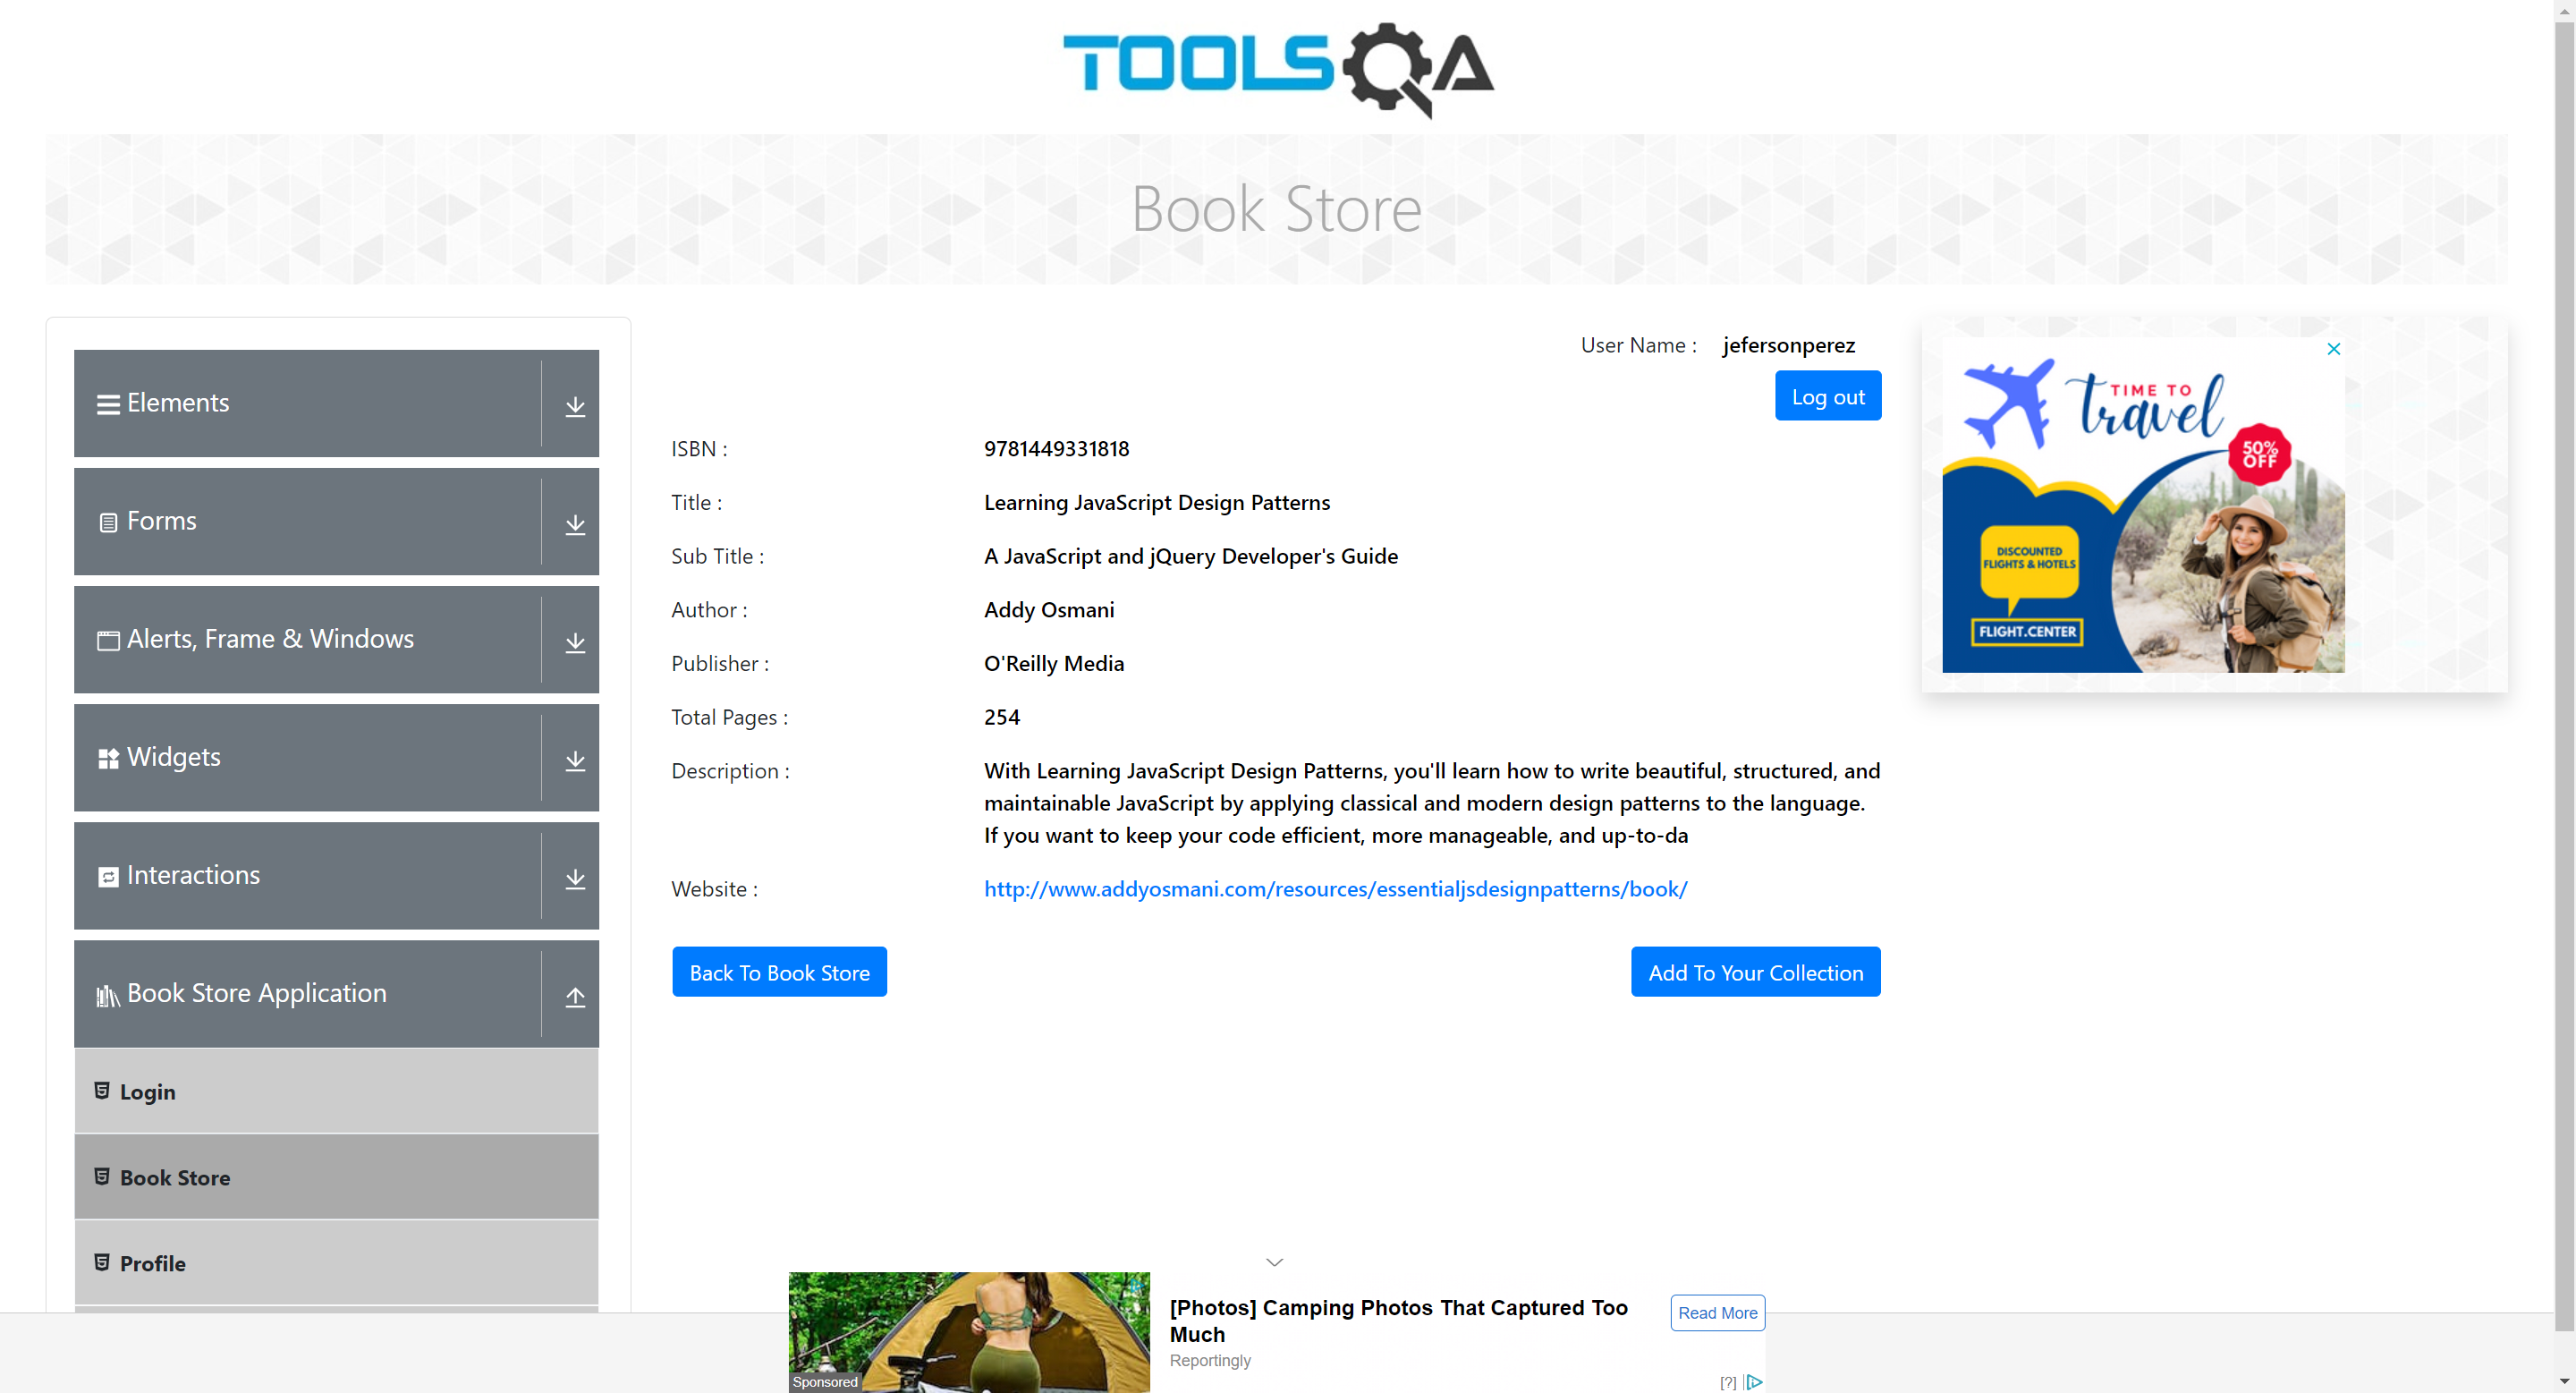 TOOLSQA
Book Store
Elements
Forms
Alerts, Frame & Windows
Widgets
Interactions
Book Store Application
Login
Book Store
Profile
User Name : jefersonperez
Log out
ISBN : 9781449331818
Title : Learning JavaScript Design Patterns
Sub Title : A JavaScript and jQuery Developer's Guide
Author : Addy Osmani
Publisher : O'Reilly Media
Total Pages : 254
Description : With Learning JavaScript Design Patterns, you'll learn how to write beautiful, structured, and
maintainable JavaScript by applying classical and modern design patterns to the language.
If you want to keep your code efficient, more manageable, and up-to-da
Website : http://www.addyosmani.com/resources/essentialjsdesignpatterns/book/
Back To Book Store
Add To Your Collection
TIME TO
travel
50%
OFF
DISCOUNTED
FLIGHTS & HOTELS
FLIGHT.CENTER
[Photos] Camping Photos That Captured Too
Much
Reportingly
Read More
Sponsored
[?]